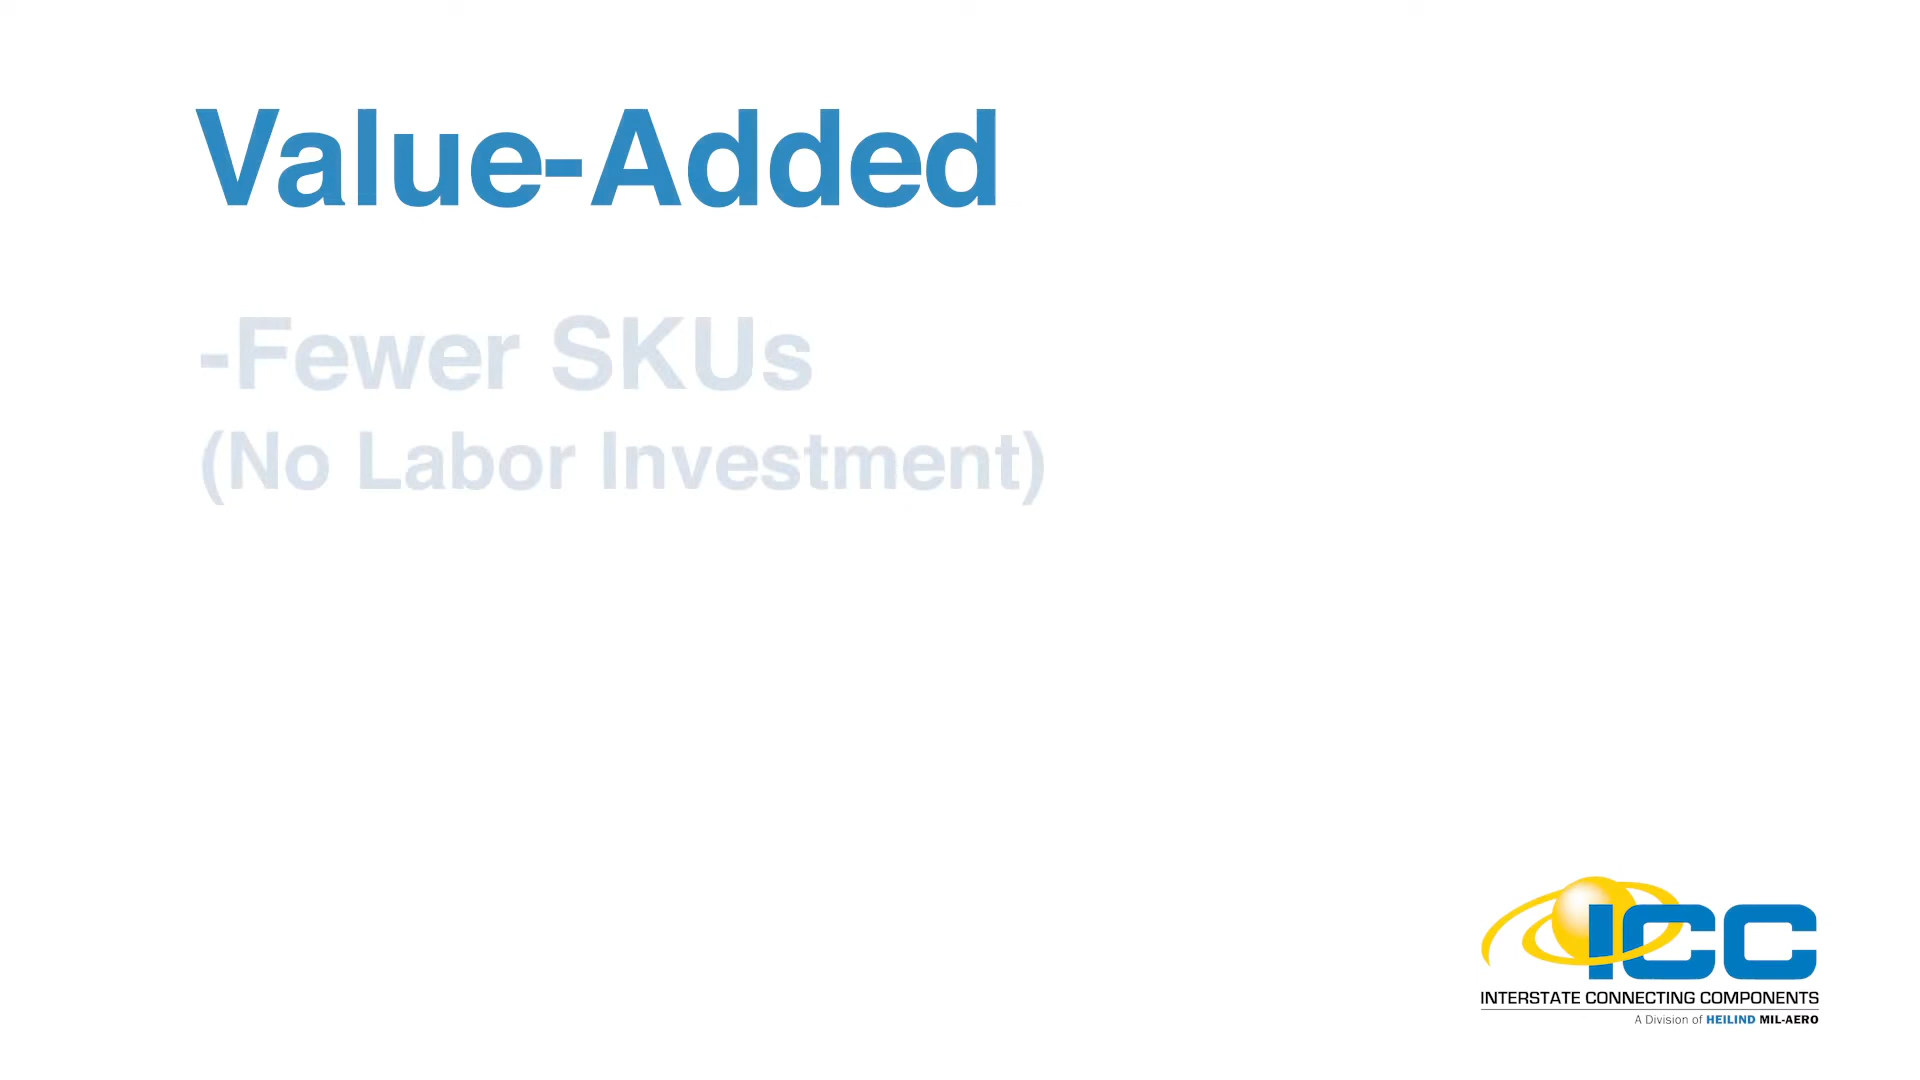 Value-Added
-Fewer SKUs
(No Labor Investment)
ICC
INTERSTATE CONNECTING COMPONENTS
A Division of HEILIND MIL-AERO